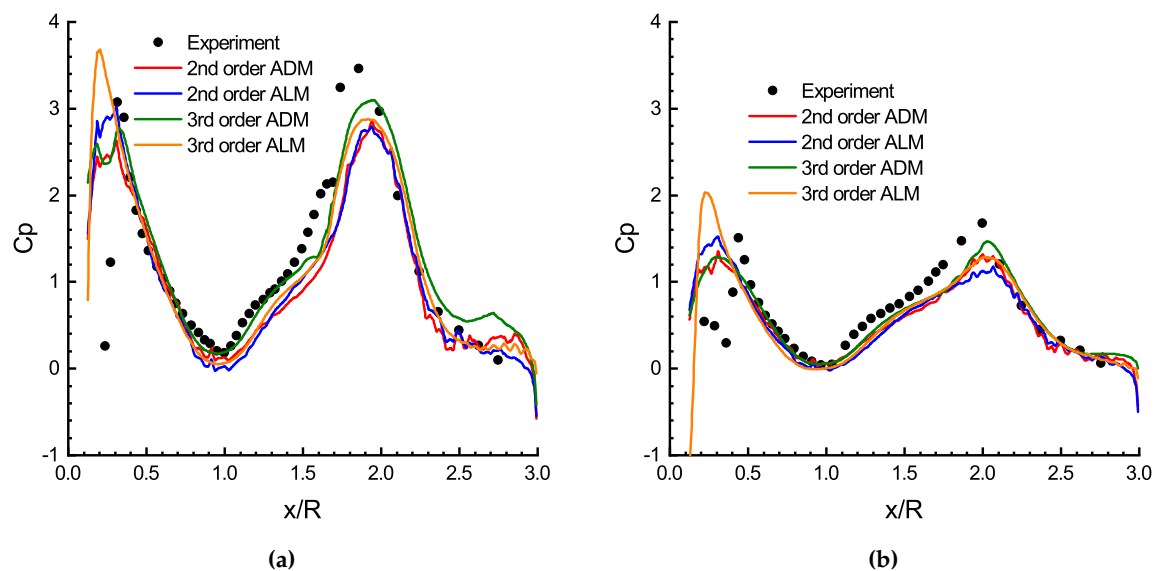 4
3
2
1
0
-1
Cp
Experiment
2nd order ADM
2nd order ALM
3rd order ADM
3rd order ALM
0.0 0.5 1.0 1.5 2.0 2.5 3.0
x/R
(a)
4
3
2
1
0
-1
Cp
Experiment
2nd order ADM
2nd order ALM
3rd order ADM
3rd order ALM
0.0 0.5 1.0 1.5 2.0 2.5 3.0
x/R
(b)